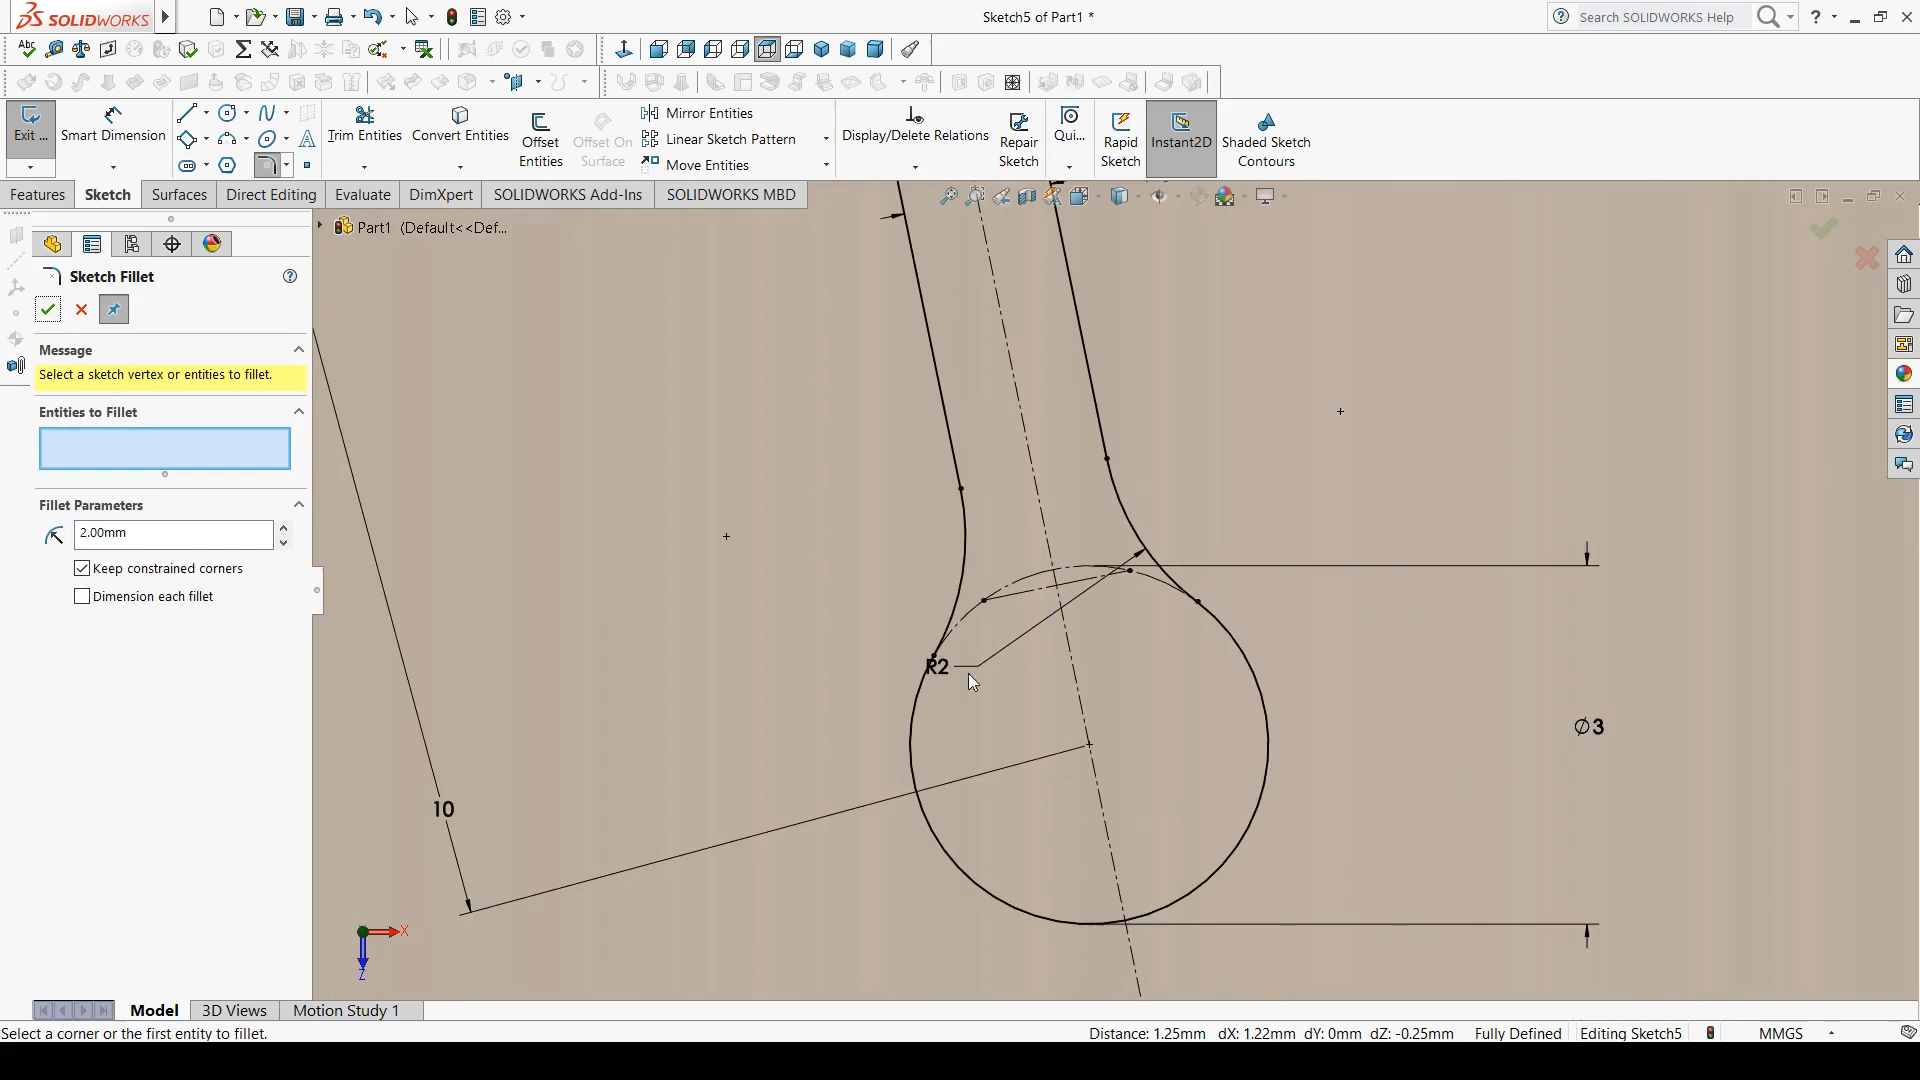 SOLIDWORKS
Sketch5 of Part1 *
Search SOLIDWORKS Help
Exit ...
Smart Dimension
Trim Entities
Convert Entities
Offset
Entities
Offset On
Surface
Mirror Entities
Linear Sketch Pattern
Move Entities
Display/Delete Relations
Repair
Sketch
Qui...
Rapid
Sketch
Instant2D
Shaded Sketch
Contours
Features
Sketch
Surfaces
Direct Editing
Evaluate
DimXpert
SOLIDWORKS Add-Ins
SOLIDWORKS MBD
Part1 (Default<<Def...
Sketch Fillet
Message
Select a sketch vertex or entities to fillet.
Entities to Fillet
Fillet Parameters
2.00mm
Keep constrained corners
Dimension each fillet
R2
Ø3
10
X
Z
Model
3D Views
Motion Study 1
Select a corner or the first entity to fillet.
Distance: 1.25mm dX: 1.22mm dY: 0mm dZ: -0.25mm
Fully Defined
Editing Sketch5
MMGS